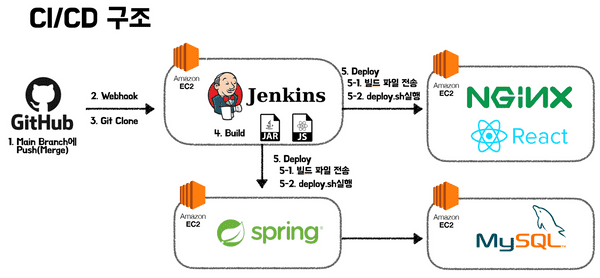 CI/CD 구조
GitHub
1. Main Branch에
Push(Merge)
2. Webhook
3. Git Clone
Amazon
EC2
Jenkins
4. Build
JAR
JS
5. Deploy
5-1. 빌드 파일 전송
5-2. deploy.sh실행
Amazon
EC2
NGINX
React
5. Deploy
5-1. 빌드 파일 전송
5-2. deploy.sh실행
Amazon
EC2
spring
Amazon
EC2
MySQL